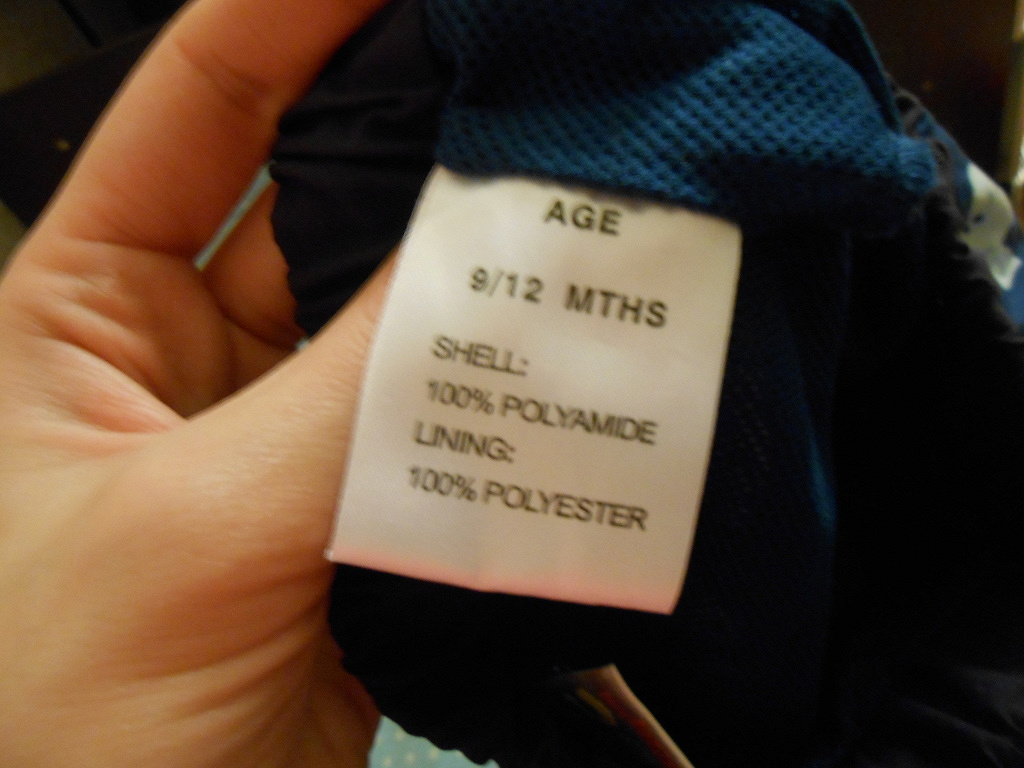 AGE
9/12 MTHS
SHELL:
100% POLYAMIDE
LINING:
100% POLYESTER